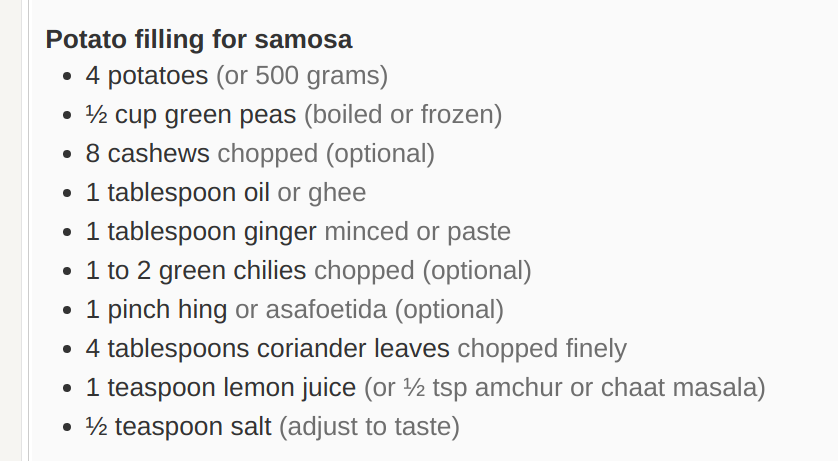 Potato filling for samosa
• 4 potatoes (or 500 grams)
• ½ cup green peas (boiled or frozen)
• 8 cashews chopped (optional)
• 1 tablespoon oil or ghee
• 1 tablespoon ginger minced or paste
• 1 to 2 green chilies chopped (optional)
• 1 pinch hing or asafoetida (optional)
• 4 tablespoons coriander leaves chopped finely
• 1 teaspoon lemon juice (or ½ tsp amchur or chaat masala)
• ½ teaspoon salt (adjust to taste)